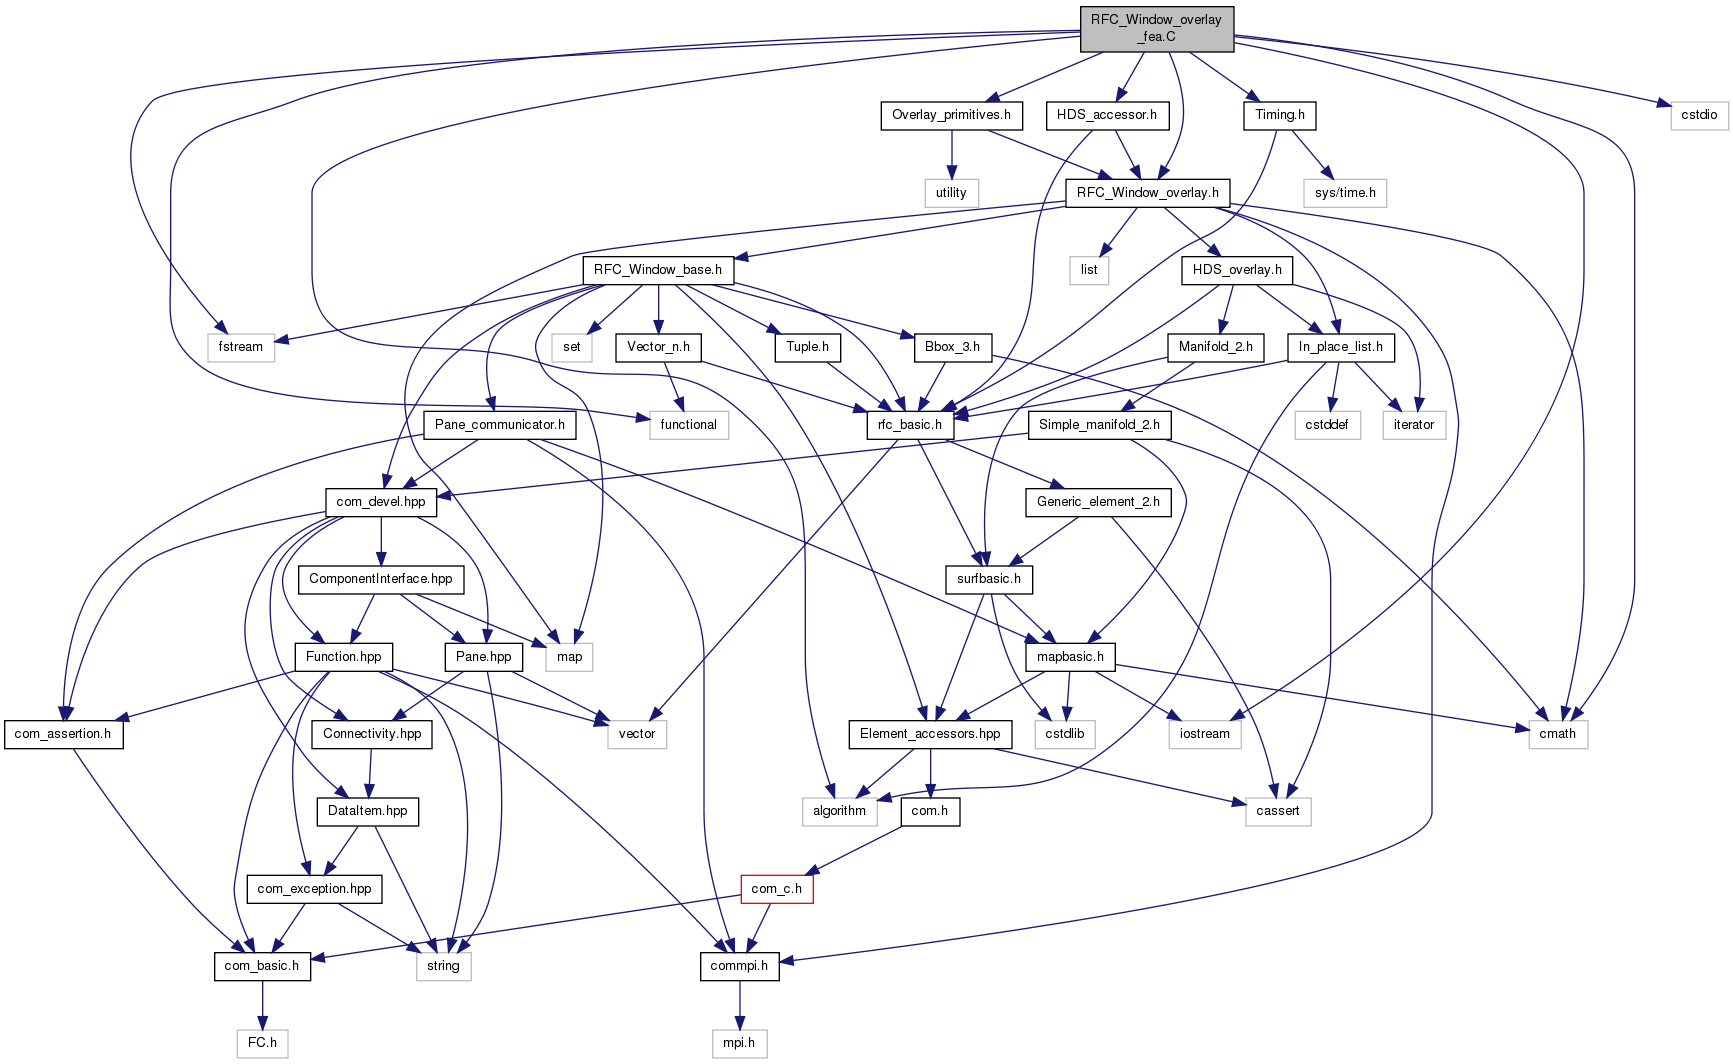 RFC_Window_overlay
_fea.C
Overlay_primitives.h
HDS_accessor.h
Timing.h
cstdio
utility
RFC_Window_overlay.h
sys/time.h
RFC_Window_base.h
list
HDS_overlay.h
fstream
set
Vector_n.h
Tuple.h
Bbox_3.h
Manifold_2.h
In_place_list.h
Pane_communicator.h
functional
rfc_basic.h
Simple_manifold_2.h
cstddef
iterator
com_devel.hpp
Generic_element_2.h
ComponentInterface.hpp
surfbasic.h
Function.hpp
Pane.hpp
map
mapbasic.h
com_assertion.h
Connectivity.hpp
vector
Element_accessors.hpp
cstdlib
iostream
cmath
DataItem.hpp
algorithm
com.h
cassert
com_exception.hpp
com_c.h
com_basic.h
string
commpi.h
FC.h
mpi.h